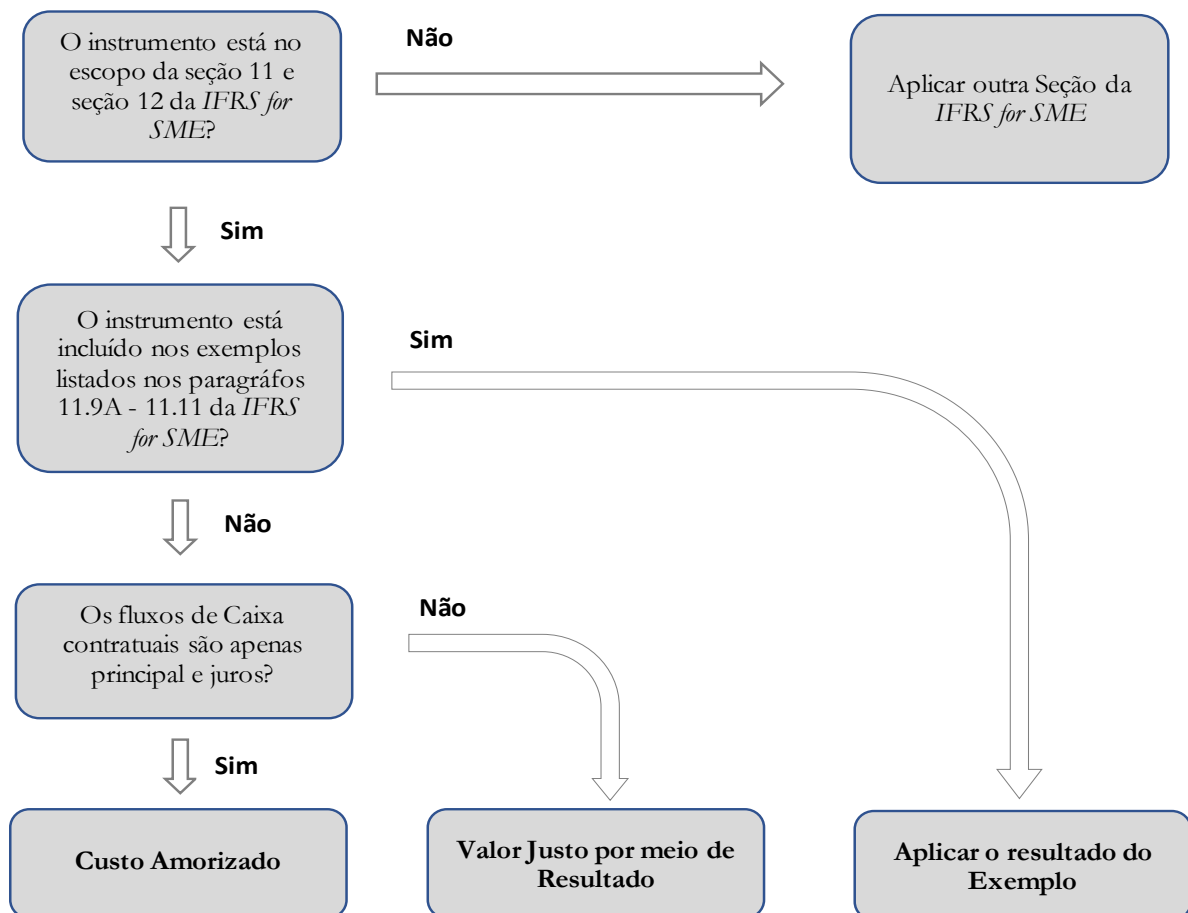 O instrumento está no
escopo da seção 11 e
seção 12 da IFRS for
SME?
Não
Aplicar outra Seção da
IFRS for SME
Sim
O instrumento está
incluído nos exemplos
listados nos paragráfos
11.9A - 11.11 da IFRS
for SME?
Sim
Não
Os fluxos de Caixa
contratuais são apenas
principal e juros?
Não
Sim
Custo Amorizado
Valor Justo por meio de
Resultado
Aplicar o resultado do
Exemplo